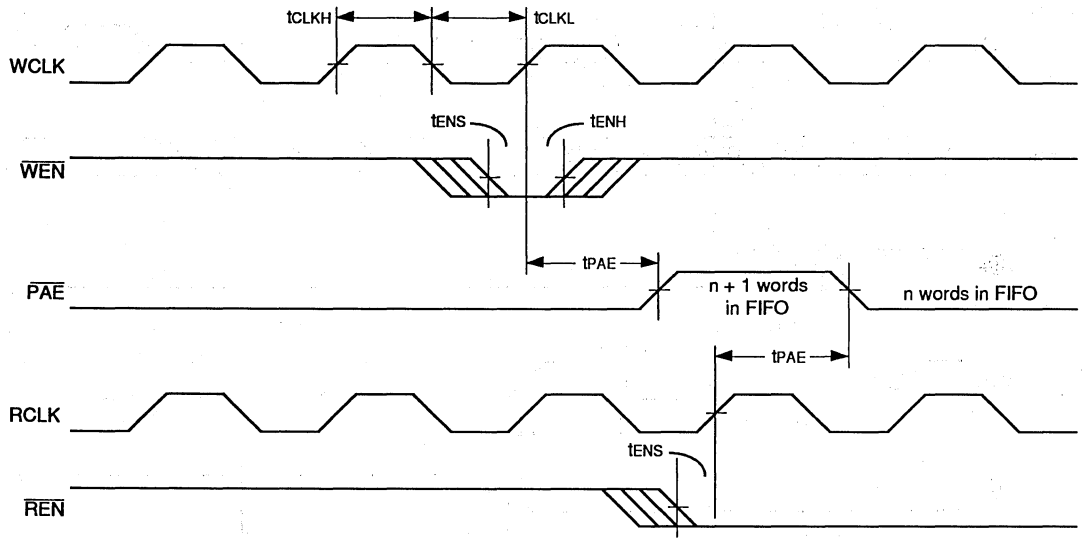 tCLKH
tCLKL
WCLK
tENS
tENH
WEN
tPAE
PAE
n + 1 words
in FIFO
n words in FIFO
tPAE
RCLK
tENS
REN